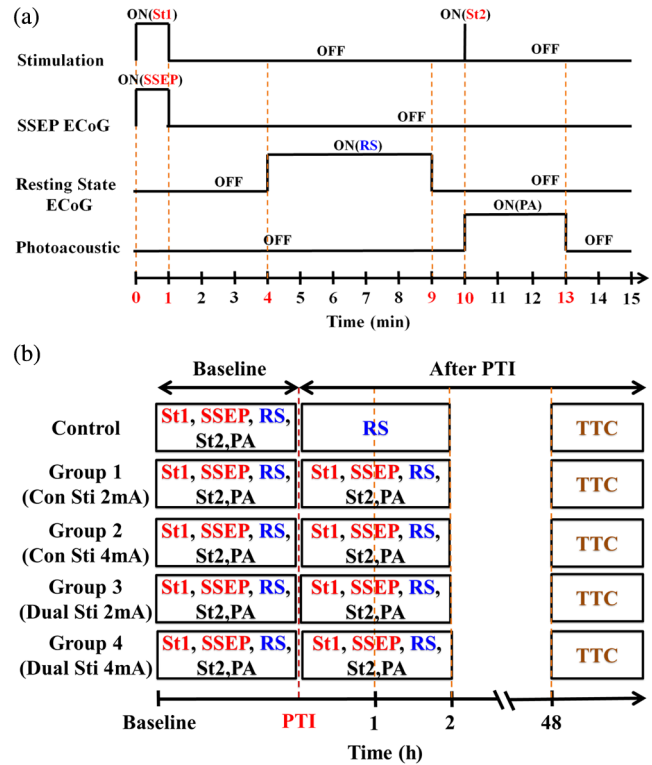 (a)
ON(St1)
ON(St2)
Stimulation
OFF
OFF
ON(SSEP)
SSEP ECoG
OFF
ON(RS)
Resting State
ECoG
OFF
OFF
ON(PA)
Photoacoustic
OFF
OFF
0 1 2 3 4 5 6 7 8 9 10 11 12 13 14 15
Time (min)
(b)
Baseline
After PTI
Control
St1, SSEP, RS,
St2,PA
RS
TTC
Group 1
(Con Sti 2mA)
St1, SSEP, RS,
St2,PA
St1, SSEP, RS,
St2,PA
TTC
Group 2
(Con Sti 4mA)
St1, SSEP, RS,
St2,PA
St1, SSEP, RS,
St2,PA
TTC
Group 3
(Dual Sti 2mA)
St1, SSEP, RS,
St2,PA
St1, SSEP, RS,
St2,PA
TTC
Group 4
(Dual Sti 4mA)
St1, SSEP, RS,
St2,PA
St1, SSEP, RS,
St2,PA
TTC
Baseline PTI 1 2 48
Time (h)